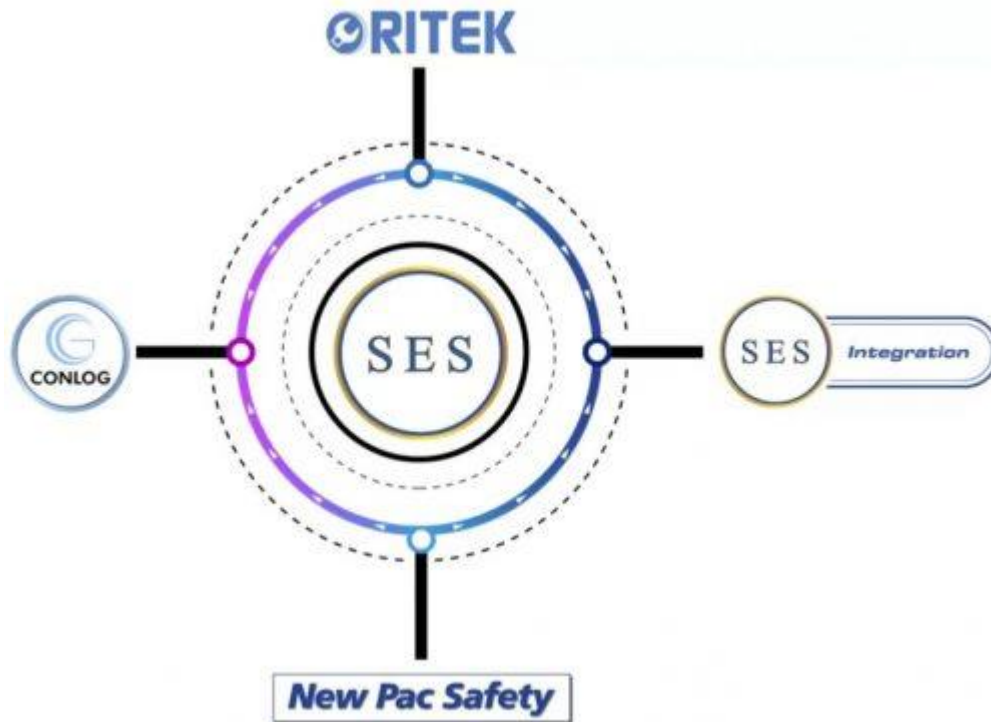 RITEK
CONLOG
SES
SES Integration
New Pac Safety